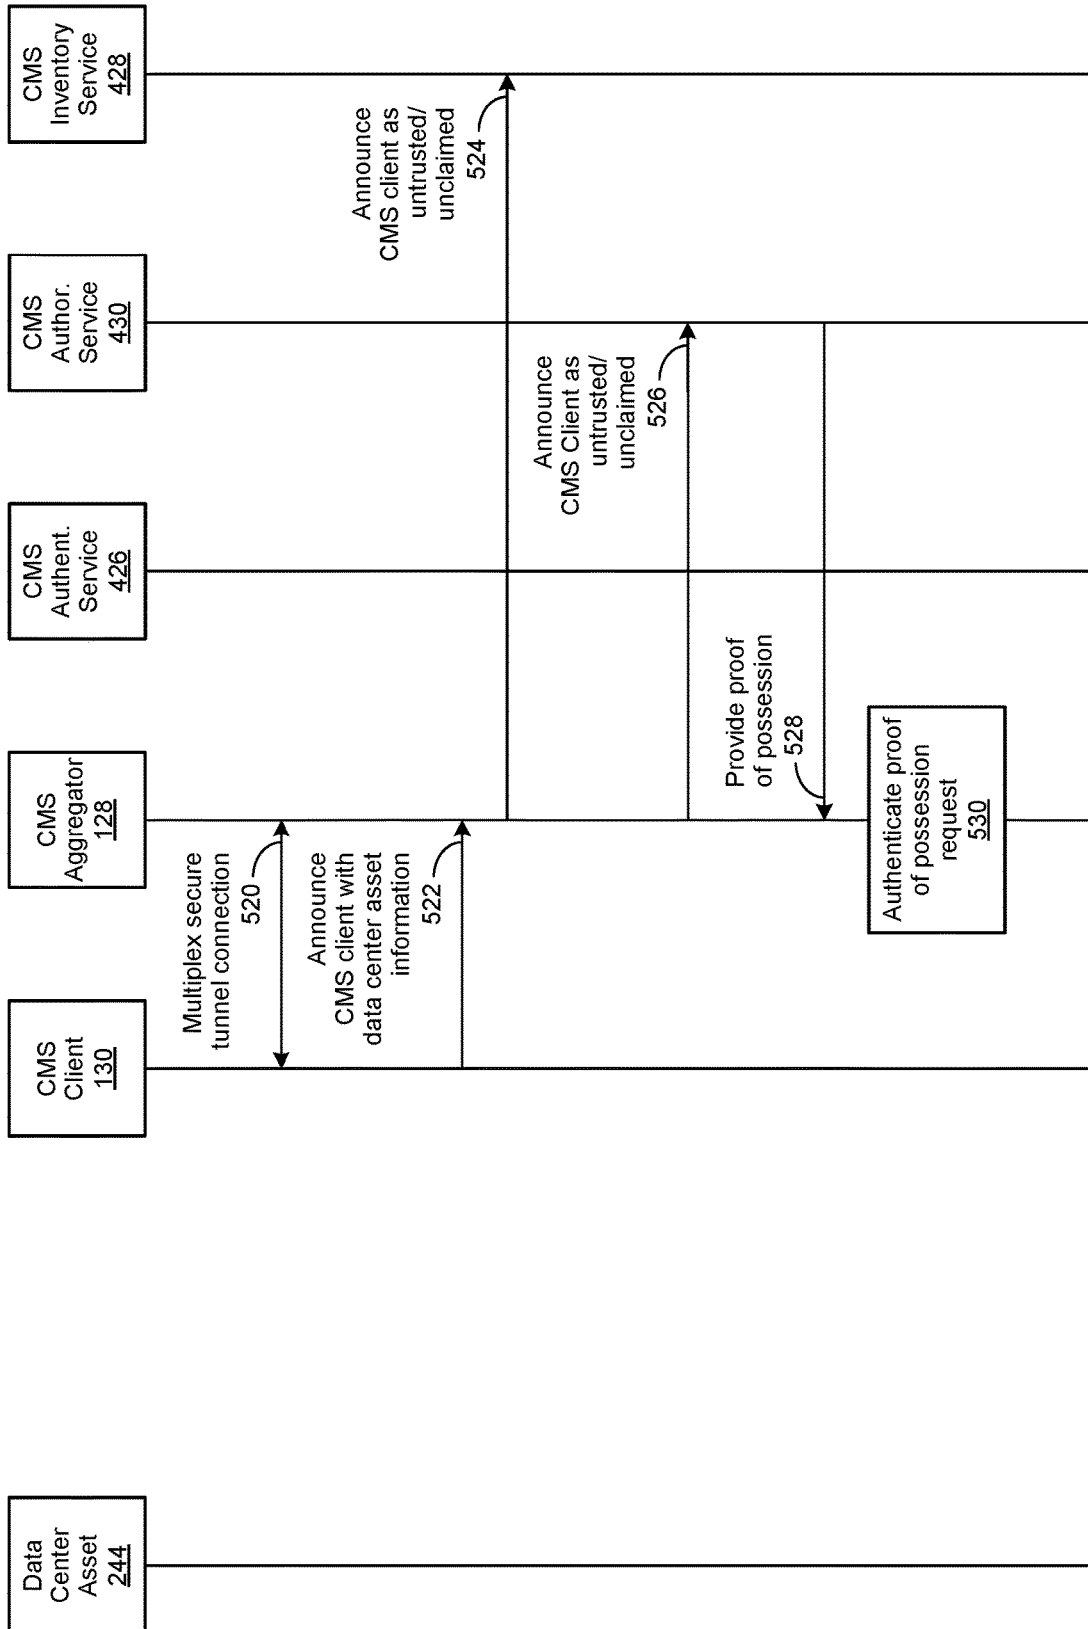 Data
Center
Asset
244
CMS
Client
130
CMS
Aggregator
128
CMS
Authent.
Service
426
CMS
Author.
Service
430
CMS
Inventory
Service
428
Multiplex secure
tunnel connection
520
Announce
CMS client with
data center asset
information
522
Announce
CMS client as
untrusted/
unclaimed
524
Announce
CMS Client as
untrusted/
unclaimed
526
Provide proof
of possession
528
Authenticate proof
of possession
request
530